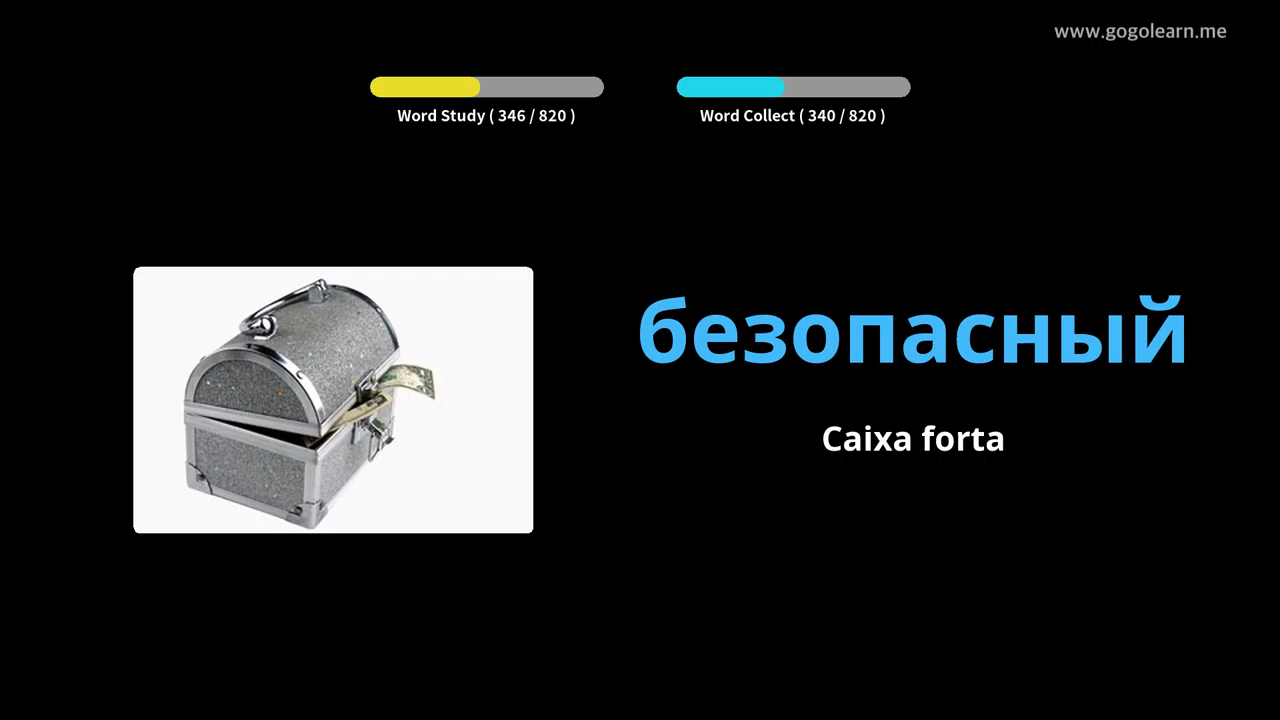 www.gogolearn.me
Word Study ( 346 / 820 )
Word Collect ( 340 / 820 )
безопасный
Caixa forta